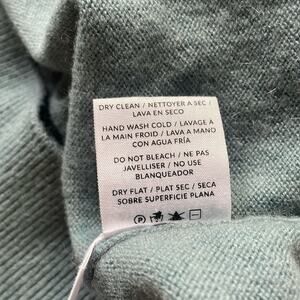 DRY CLEAN / NETTOYER A SEC /
LAVA EN SECO
HAND WASH COLD / LAVAGE À
LA MAIN FROID / LAVA A MANO
CON AGUA FRÍA
DO NOT BLEACH / NE PAS
JAVELLISER / NO USE
BLANQUEADOR
DRY FLAT / PLAT SEC / SECA
SOBRE SUPERFICIE PLANA
P